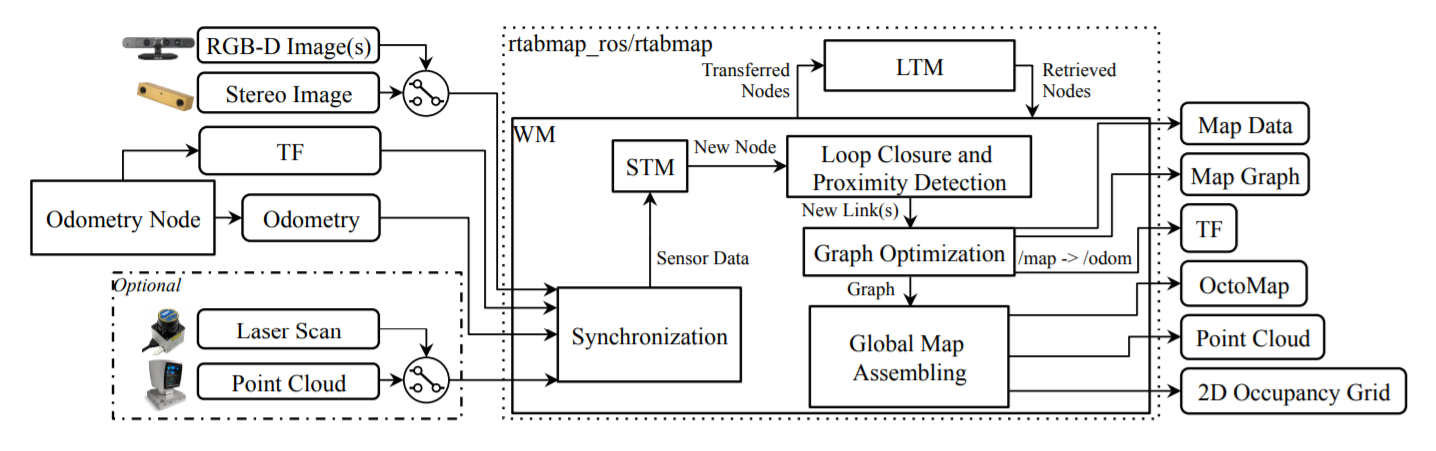 RGB-D Image(s)
Stereo Image
TF
Odometry Node
Odometry
Optional
Laser Scan
Point Cloud
rtabmap_ros/rtabmap
Transferred
Nodes
LTM
Retrieved
Nodes
WM
STM
New Node
Loop Closure and
Proximity Detection
New Link(s)
Graph Optimization
/map -> /odom
Sensor Data
Graph
Synchronization
Global Map
Assembling
Map Data
Map Graph
TF
OctoMap
Point Cloud
2D Occupancy Grid